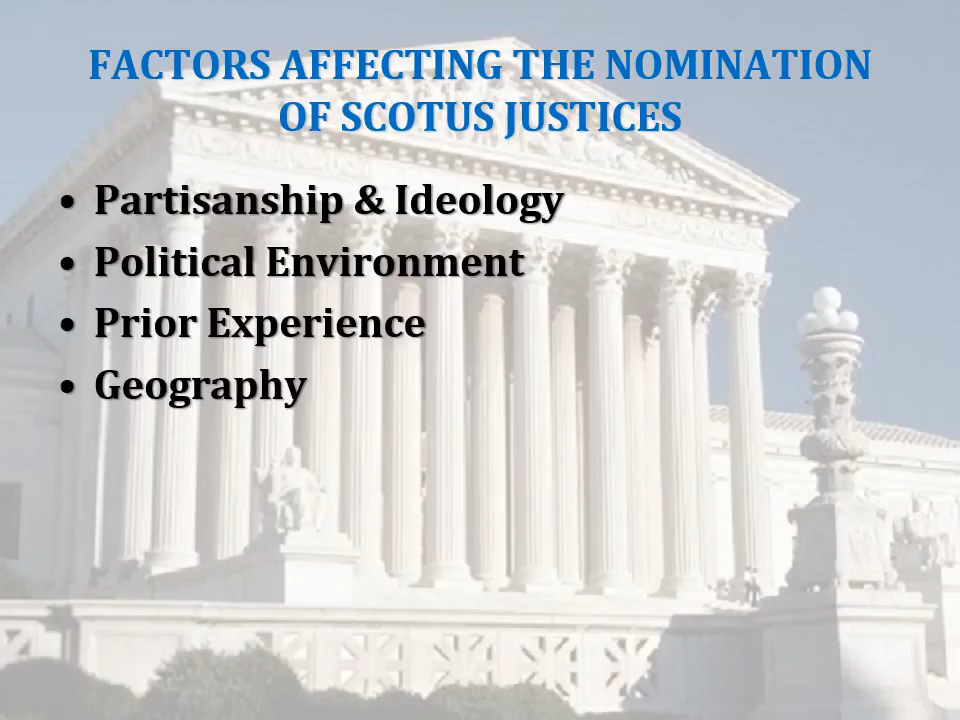 FACTORS AFFECTING THE NOMINATION
OF SCOTUS JUSTICES
• Partisanship & Ideology
• Political Environment
• Prior Experience
• Geography